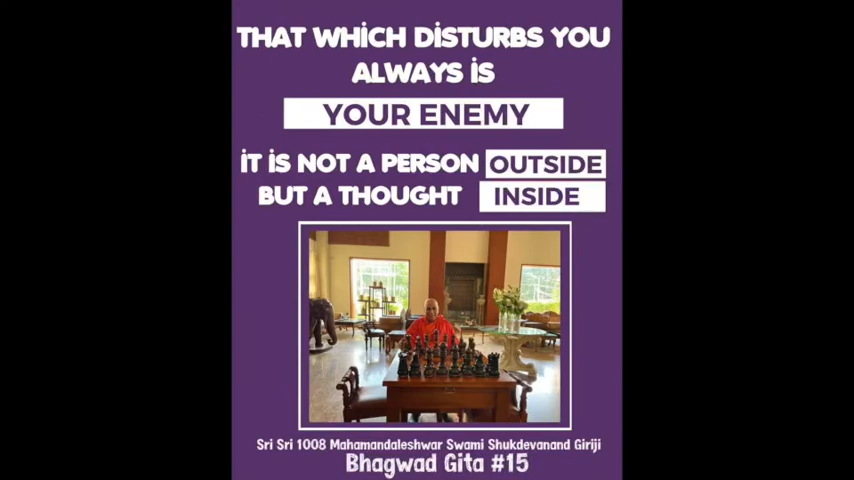 THAT WHICH DISTURBS YOU
ALWAYS IS
YOUR ENEMY
IT IS NOT A PERSON OUTSIDE
BUT A THOUGHT INSIDE
Sri Sri 1008 Mahamandaleshwar Swami Shukdevanand Giriji
Bhagwad Gita #15